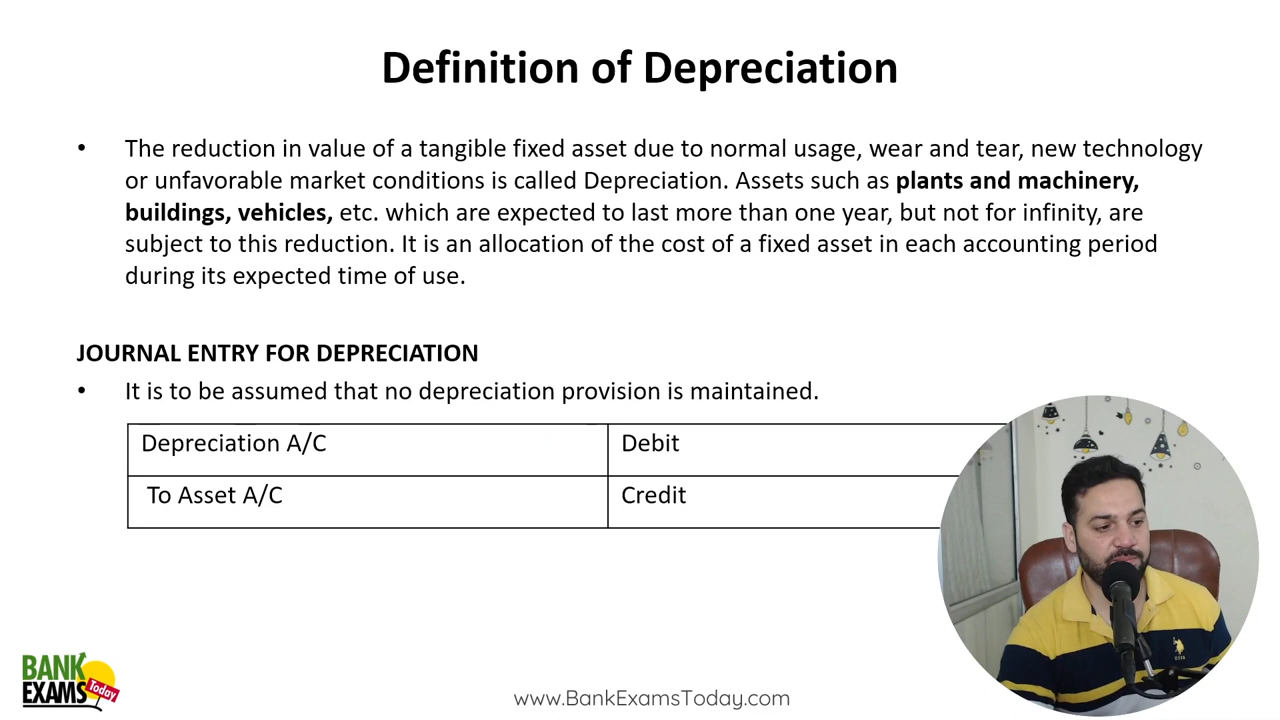 Definition of Depreciation
• The reduction in value of a tangible fixed asset due to normal usage, wear and tear, new technology
or unfavorable market conditions is called Depreciation. Assets such as plants and machinery,
buildings, vehicles, etc. which are expected to last more than one year, but not for infinity, are
subject to this reduction. It is an allocation of the cost of a fixed asset in each accounting period
during its expected time of use.
JOURNAL ENTRY FOR DEPRECIATION
• It is to be assumed that no depreciation provision is maintained.
Depreciation A/C Debit
To Asset A/C Credit
BANK
EXAMS Today
www.BankExamsToday.com